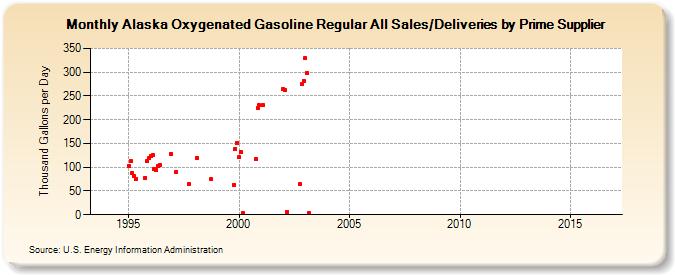 Monthly Alaska Oxygenated Gasoline Regular All Sales/Deliveries by Prime Supplier
Thousand Gallons per Day
350
300
250
200
150
100
50
0
1995 2000 2005 2010 2015
Source: U.S. Energy Information Administration